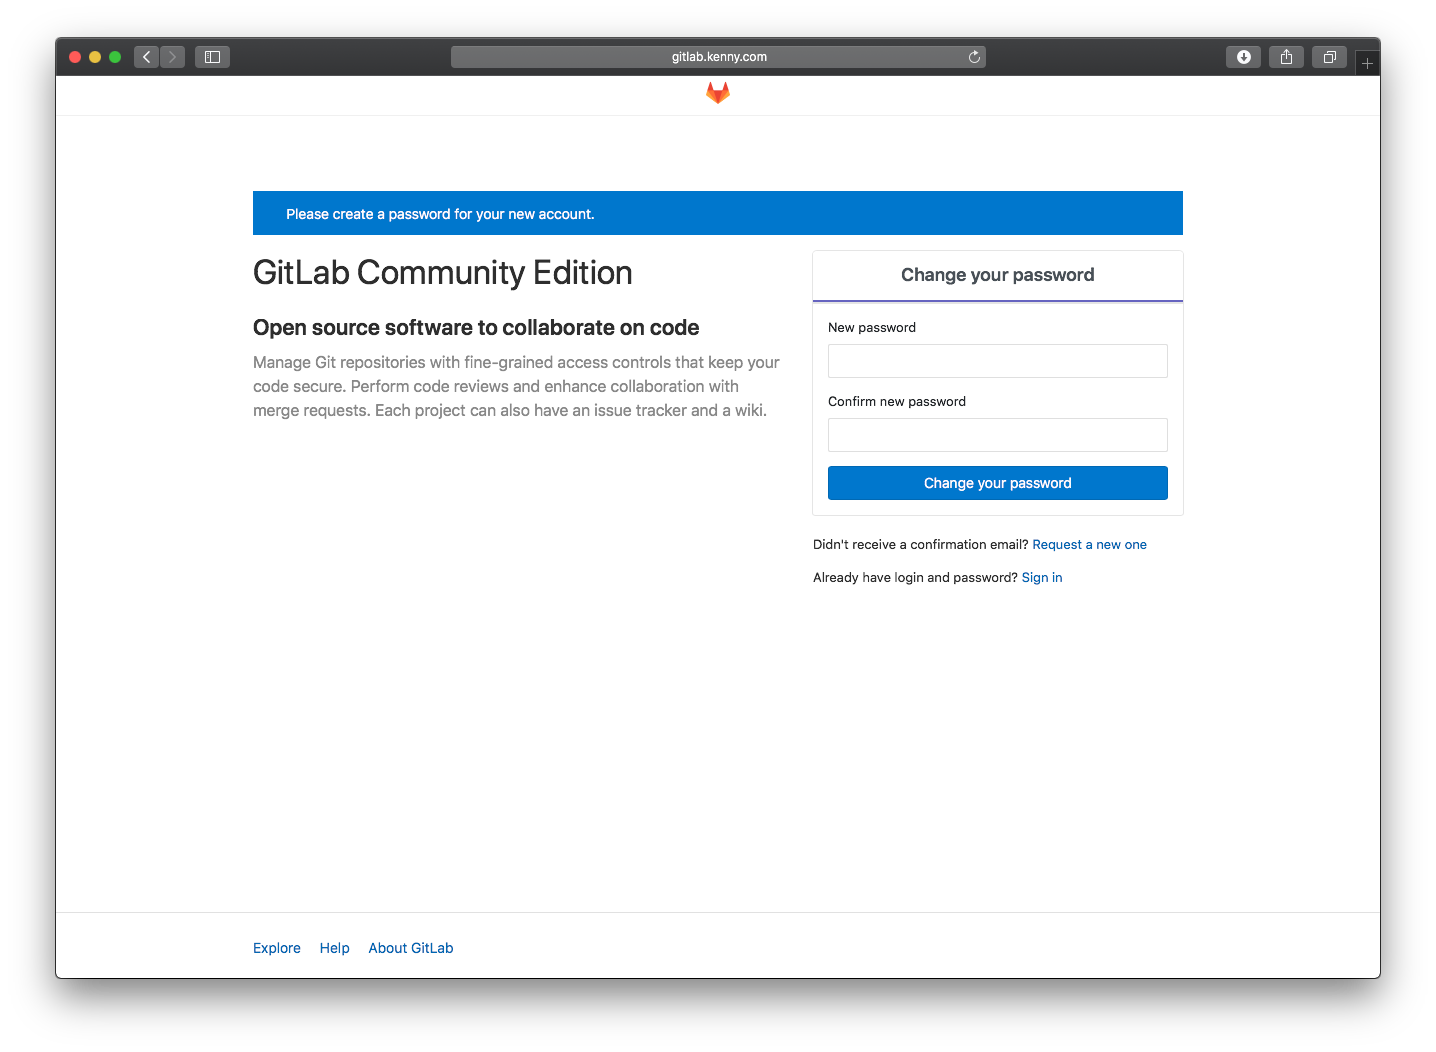 gitlab.kenny.com
Please create a password for your new account.
GitLab Community Edition
Open source software to collaborate on code
Manage Git repositories with fine-grained access controls that keep your
code secure. Perform code reviews and enhance collaboration with
merge requests. Each project can also have an issue tracker and a wiki.
Change your password
New password
Confirm new password
Change your password
Didn't receive a confirmation email? Request a new one
Already have login and password? Sign in
Explore Help About GitLab